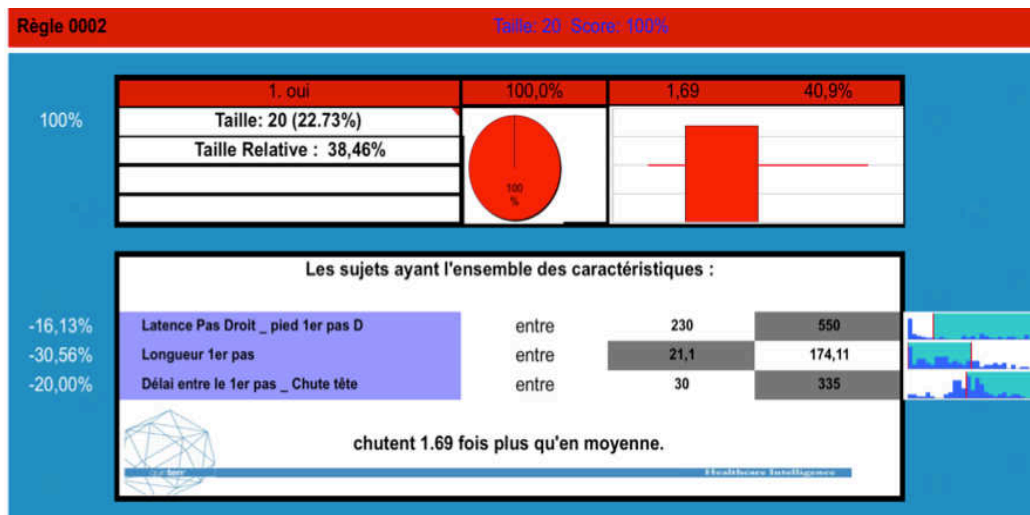 Règle 0002 Taille: 20 Score: 100%
1. oui 100,0% 1,69 40,9%
100% Taille: 20 (22.73%)
Taille Relative : 38,46%
100
%
Les sujets ayant l'ensemble des caractéristiques :
-16,13% Latence Pas Droit _ pied 1er pas D entre 230 550
-30,56% Longueur 1er pas entre 21,1 174,11
-20,00% Délai entre le 1er pas _ Chute tête entre 30 335
chutent 1.69 fois plus qu'en moyenne.
Healthcare Intelligence